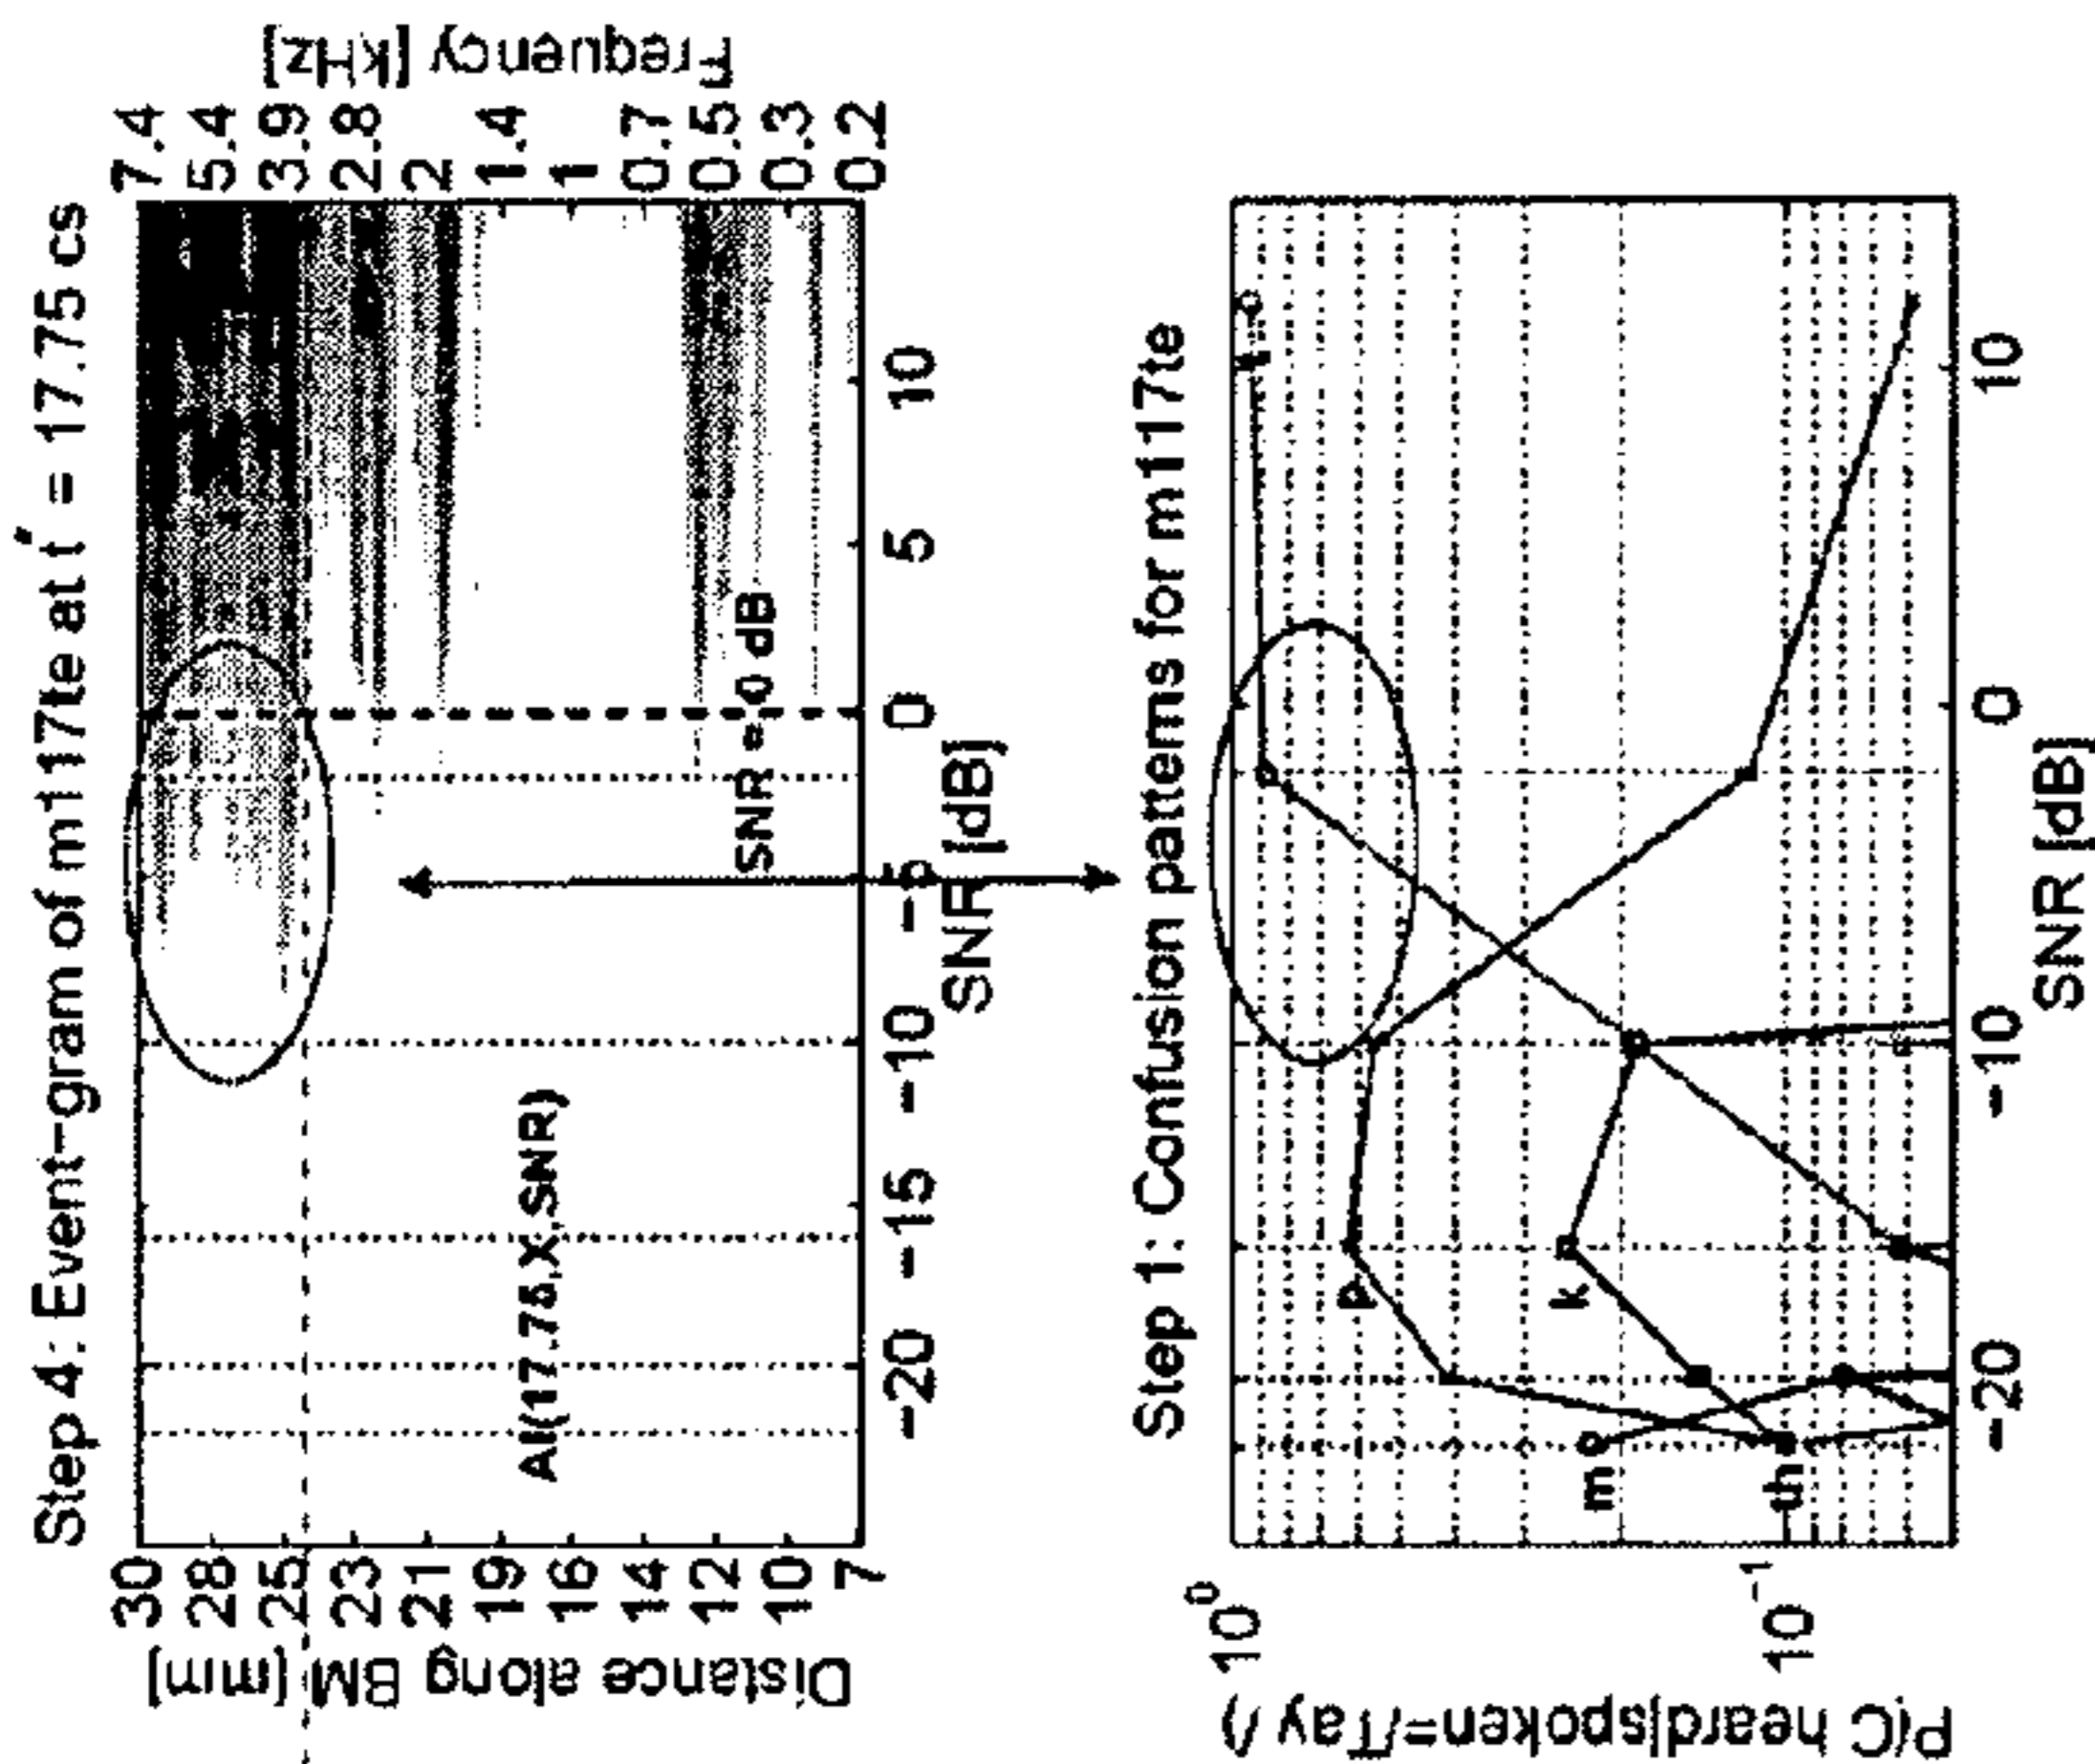 Step 4: Event-gram of m117te at t* = 17.75 cs
Distance along BM [mm]
30
28
25
23
21
19
16
14
12
10
7
Frequency [kHz]
7.4
5.4
3.9
2.8
2
1.4
1
0.7
0.5
0.3
0.2
AI(17.75,X,SNR)
SNR = 0 dB
-20 -15 -10 -5 0 5 10
SNR [dB]
Step 1: Confusion patterns for m117te
P(C heard|spoken=/Tay/)
10^0
10^-1
t
p
k
m
th
-20 -10 0 10
SNR [dB]